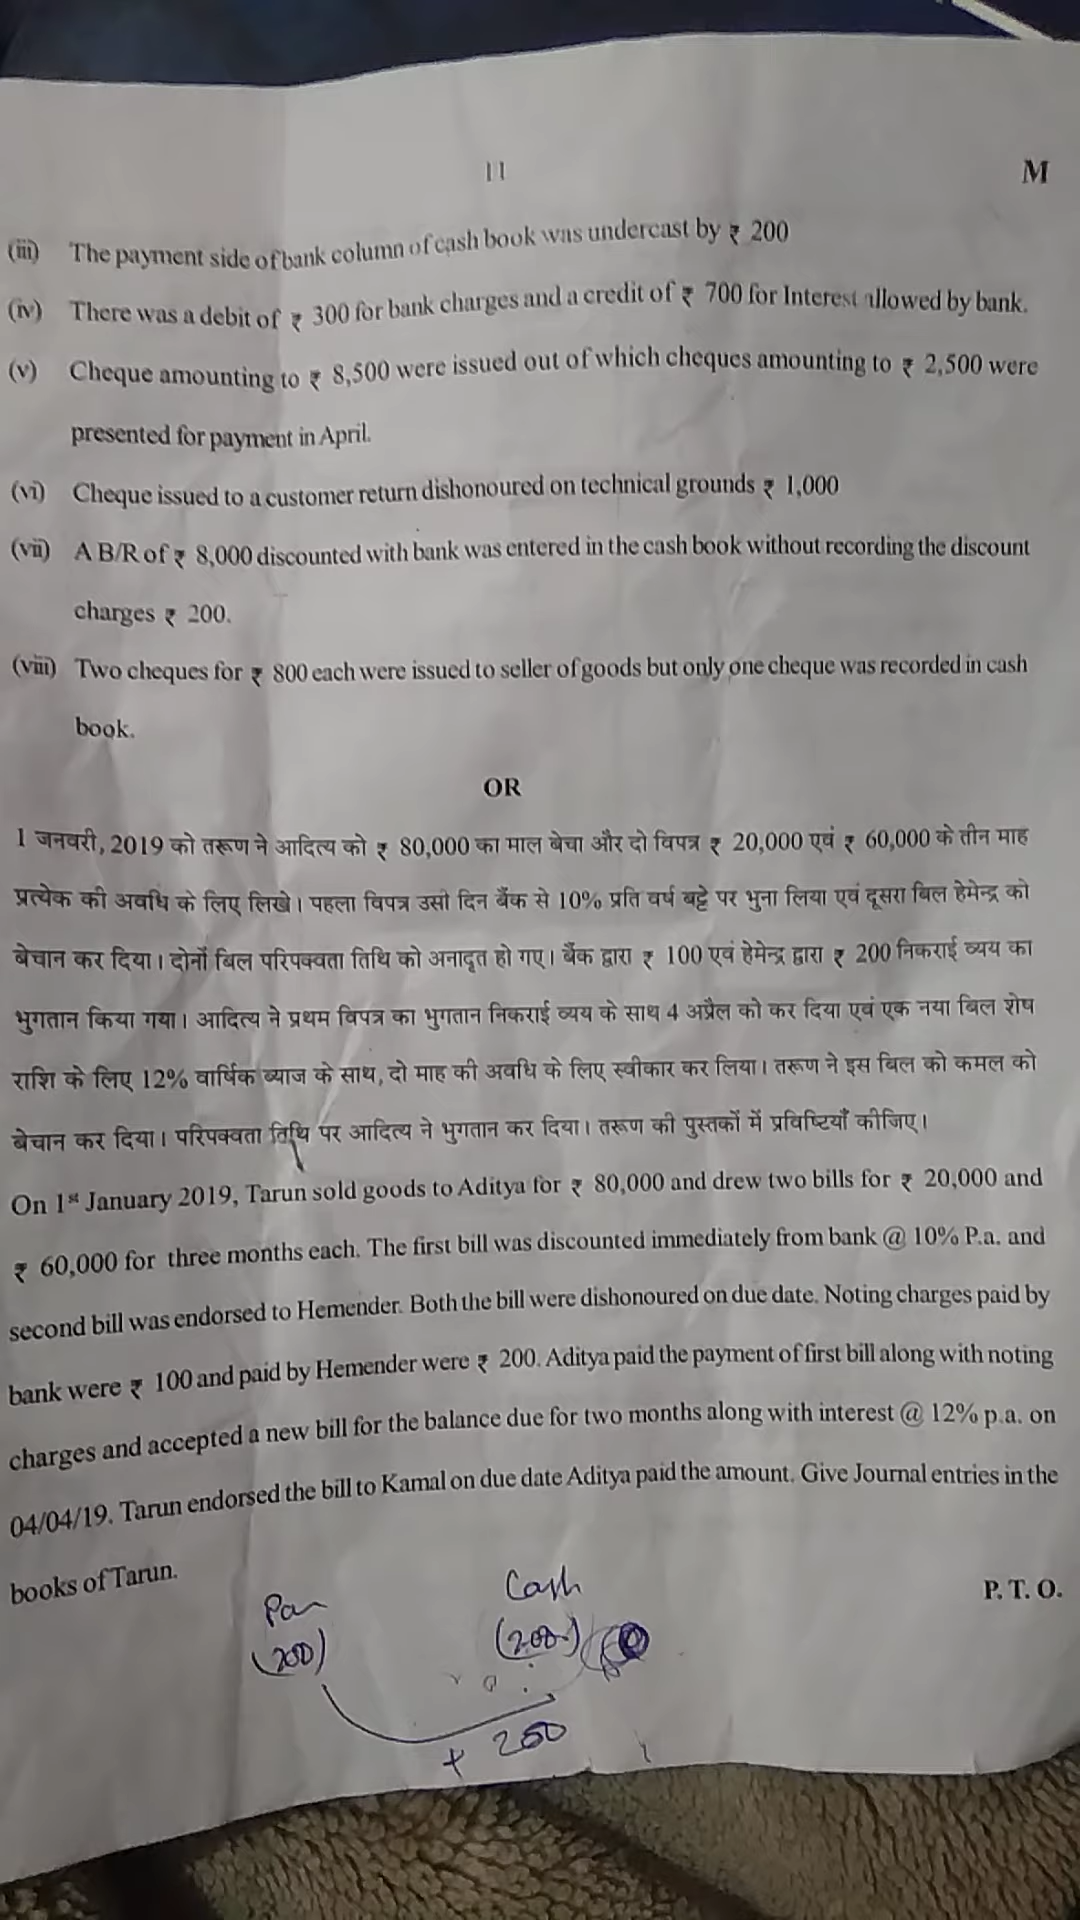 11
M
(iii) The payment side of bank column of cash book was undercast by ₹ 200
(iv) There was a debit of ₹ 300 for bank charges and a credit of ₹ 700 for Interest allowed by bank.
(v) Cheque amounting to ₹ 8,500 were issued out of which cheques amounting to ₹ 2,500 were
presented for payment in April.
(vi) Cheque issued to a customer return dishonoured on technical grounds ₹ 1,000
(vii) A B/R of ₹ 8,000 discounted with bank was entered in the cash book without recording the discount
charges ₹ 200.
(viii) Two cheques for ₹ 800 each were issued to seller of goods but only one cheque was recorded in cash
book.
OR
1 जनवरी, 2019 को तरूण ने आदित्य को ₹ 80,000 का माल बेचा और दो विपत्र ₹ 20,000 एवं ₹ 60,000 के तीन माह
प्रत्येक की अवधि के लिए लिखे। पहला विपत्र उसी दिन बैंक से 10% प्रति वर्ष बट्टे पर भुना लिया एवं दूसरा बिल हेमेन्द्र को
बेचान कर दिया। दोनों बिल परिपक्वता तिथि को अनादृत हो गए। बैंक द्वारा ₹ 100 एवं हेमेन्द्र द्वारा ₹ 200 निकराई व्यय का
भुगतान किया गया। आदित्य ने प्रथम विपत्र का भुगतान निकराई व्यय के साथ 4 अप्रैल को कर दिया एवं एक नया बिल शेष
राशि के लिए 12% वार्षिक ब्याज के साथ, दो माह की अवधि के लिए स्वीकार कर लिया। तरूण ने इस बिल को कमल को
बेचान कर दिया। परिपक्वता तिथि पर आदित्य ने भुगतान कर दिया। तरूण की पुस्तकों में प्रविष्टियाँ कीजिए।
On 1st January 2019, Tarun sold goods to Aditya for ₹ 80,000 and drew two bills for ₹ 20,000 and
₹ 60,000 for three months each. The first bill was discounted immediately from bank @ 10% P.a. and
second bill was endorsed to Hemender. Both the bill were dishonoured on due date. Noting charges paid by
bank were ₹ 100 and paid by Hemender were ₹ 200. Aditya paid the payment of first bill along with noting
charges and accepted a new bill for the balance due for two months along with interest @ 12% p.a. on
04/04/19. Tarun endorsed the bill to Kamal on due date Aditya paid the amount. Give Journal entries in the
books of Tarun.
P. T. O.
Cash
(200)
(200)
+ 200